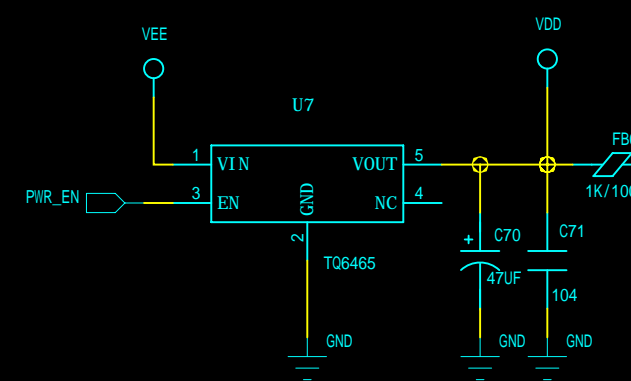 VDD
VEE
U7
FB
1 VIN VOUT 5
PWR_EN 3 EN GND NC 4
1K/100
2
C70 C71
TQ6465
+
47UF
104
GND GND GND